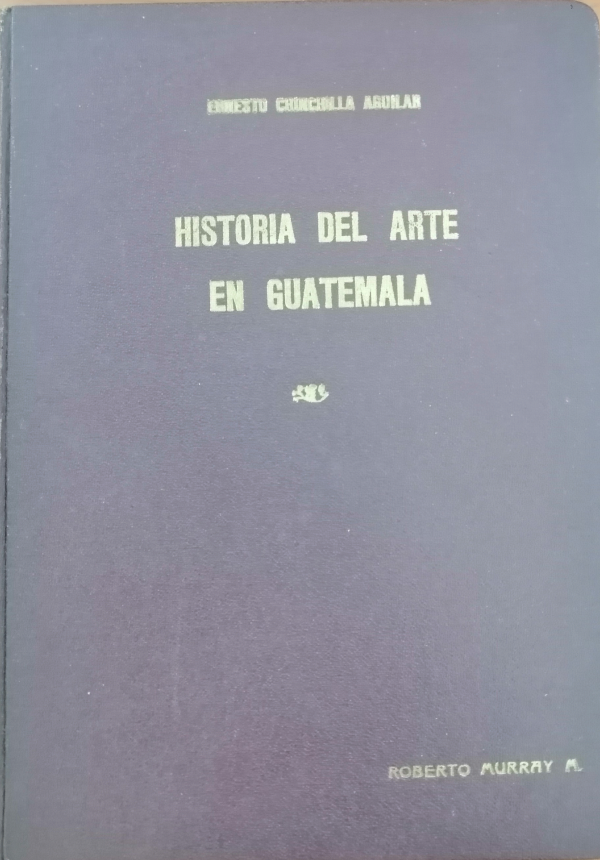 ERNESTO CHINCHILLA AGUILAR
HISTORIA DEL ARTE
EN GUATEMALA
ROBERTO MURRAY M.